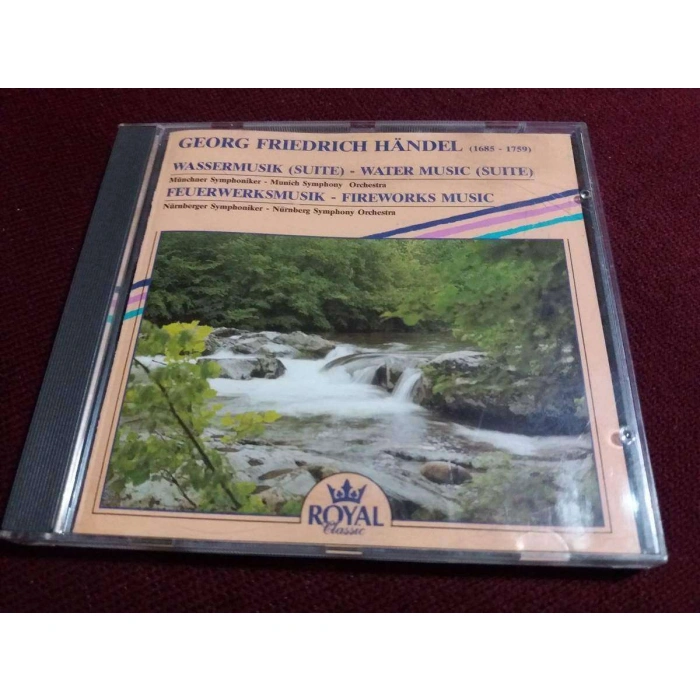 GEORG FRIEDRICH HÄNDEL (1685 - 1759)
WASSERMUSIK (SUITE) - WATER MUSIC (SUITE)
Münchner Symphoniker - Munich Symphony Orchestra
FEUERWERKSMUSIK - FIREWORKS MUSIC
Nürnberger Symphoniker - Nürnberg Symphony Orchestra
ROYAL
Classic